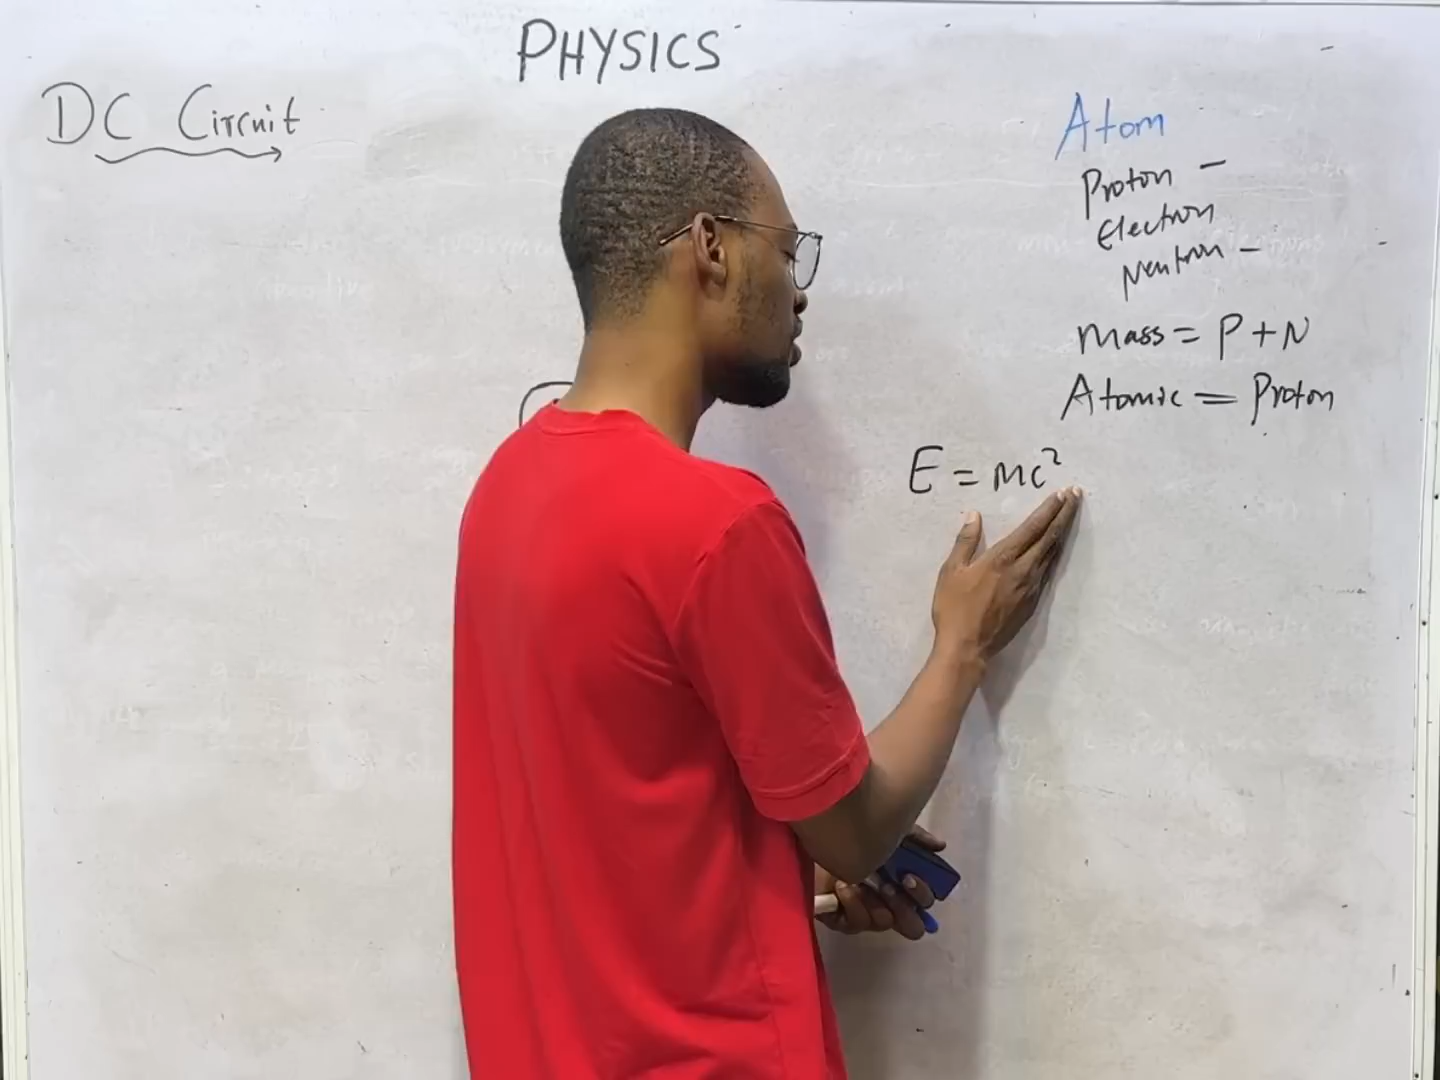 PHYSICS
DC Circuit
Atom
Proton -
Electron
Neutron -
Mass = P + N
Atomic = Proton
E = mc²